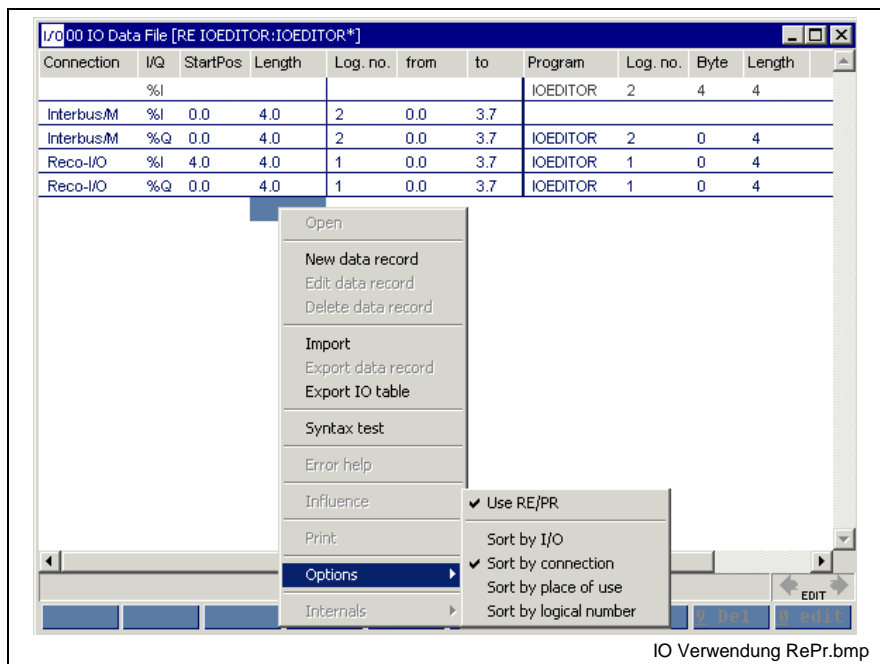 I/O 00 IO Data File [RE IOEDITOR:IOEDITOR*]
Connection I/Q StartPos Length Log. no. from to Program Log. no. Byte Length
%I IOEDITOR 2 4 4
Interbus/M %I 0.0 4.0 2 0.0 3.7
Interbus/M %Q 0.0 4.0 2 0.0 3.7 IOEDITOR 2 0 4
Reco-I/O %I 4.0 4.0 1 0.0 3.7 IOEDITOR 1 0 4
Reco-I/O %Q 0.0 4.0 1 0.0 3.7 IOEDITOR 1 0 4
Open
New data record
Edit data record
Delete data record
Import
Export data record
Export IO table
Syntax test
Error help
Influence
Print
Options
Internals
Use RE/PR
Sort by I/O
Sort by connection
Sort by place of use
Sort by logical number
EDIT
9 Del 0 edit
IO Verwendung RePr.bmp